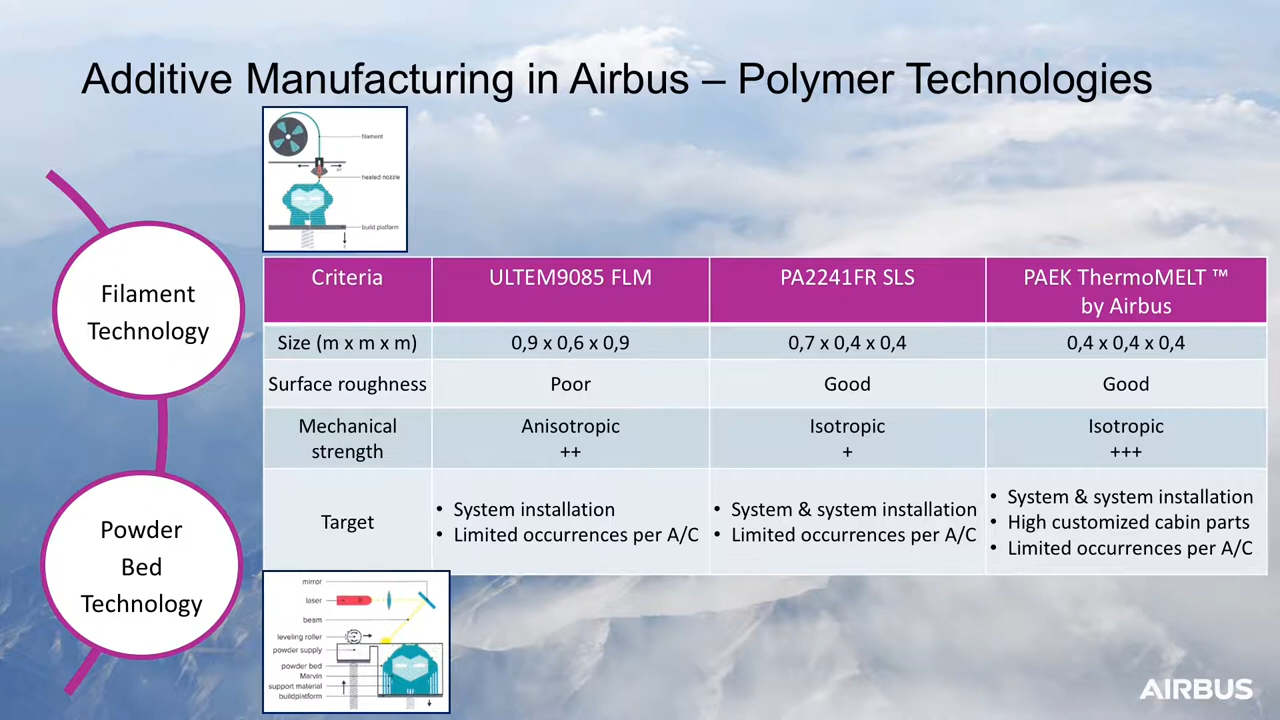 Additive Manufacturing in Airbus – Polymer Technologies
filament
heated nozzle
build platform
Filament
Technology
Criteria
ULTEM9085 FLM
PA2241FR SLS
PAEK ThermoMELT ™
by Airbus
Size (m x m x m)
0,9 x 0,6 x 0,9
0,7 x 0,4 x 0,4
0,4 x 0,4 x 0,4
Surface roughness
Poor
Good
Good
Mechanical
strength
Anisotropic
++
Isotropic
+
Isotropic
+++
Target
• System installation
• Limited occurrences per A/C
• System & system installation
• Limited occurrences per A/C
• System & system installation
• High customized cabin parts
• Limited occurrences per A/C
Powder
Bed
Technology
mirror
laser
beam
leveling roller
powder supply
powder bed
Marvin
support material
buildplatform
AIRBUS